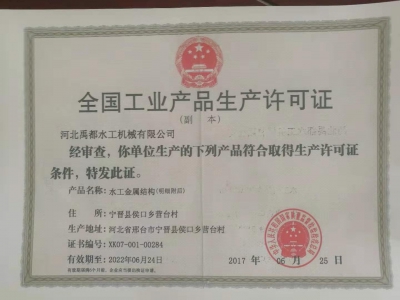 全国工业产品生产许可证
(副 本)
河北禹都水工机械有限公司
经审查，你单位生产的下列产品符合取得生产许可证
条件，特发此证。
产品名称：水工金属结构(明细附后)
住 所：宁晋县侯口乡营台村
生产地址：河北省邢台市宁晋县侯口乡营台村
证书编号：XK07-001-00284
有效期至：2022年06月24日
2017 年 06 月 25 日